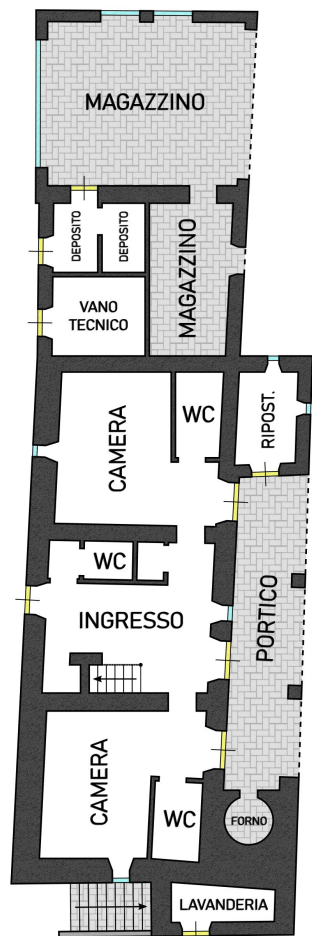 MAGAZZINO
DEPOSITO
DEPOSITO
MAGAZZINO
VANO
TECNICO
CAMERA
WC
RIPOST.
WC
INGRESSO
PORTICO
CAMERA
WC
FORNO
LAVANDERIA